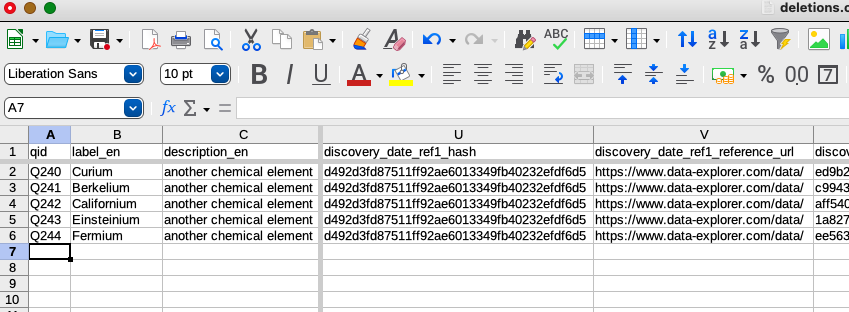 deletions.c
ABC
Liberation Sans 10 pt B I U A % 00 7
A7 fx Σ =
A B C U V
1 qid label_en description_en discovery_date_ref1_hash discovery_date_ref1_reference_url discov
2 Q240 Curium another chemical element d492d3fd87511ff92ae6013349fb40232efdf6d5 https://www.data-explorer.com/data/ ed9b2
3 Q241 Berkelium another chemical element d492d3fd87511ff92ae6013349fb40232efdf6d5 https://www.data-explorer.com/data/ c9943
4 Q242 Californium another chemical element d492d3fd87511ff92ae6013349fb40232efdf6d5 https://www.data-explorer.com/data/ aff540
5 Q243 Einsteinium another chemical element d492d3fd87511ff92ae6013349fb40232efdf6d5 https://www.data-explorer.com/data/ 1a827
6 Q244 Fermium another chemical element d492d3fd87511ff92ae6013349fb40232efdf6d5 https://www.data-explorer.com/data/ ee563
7
8
9
10